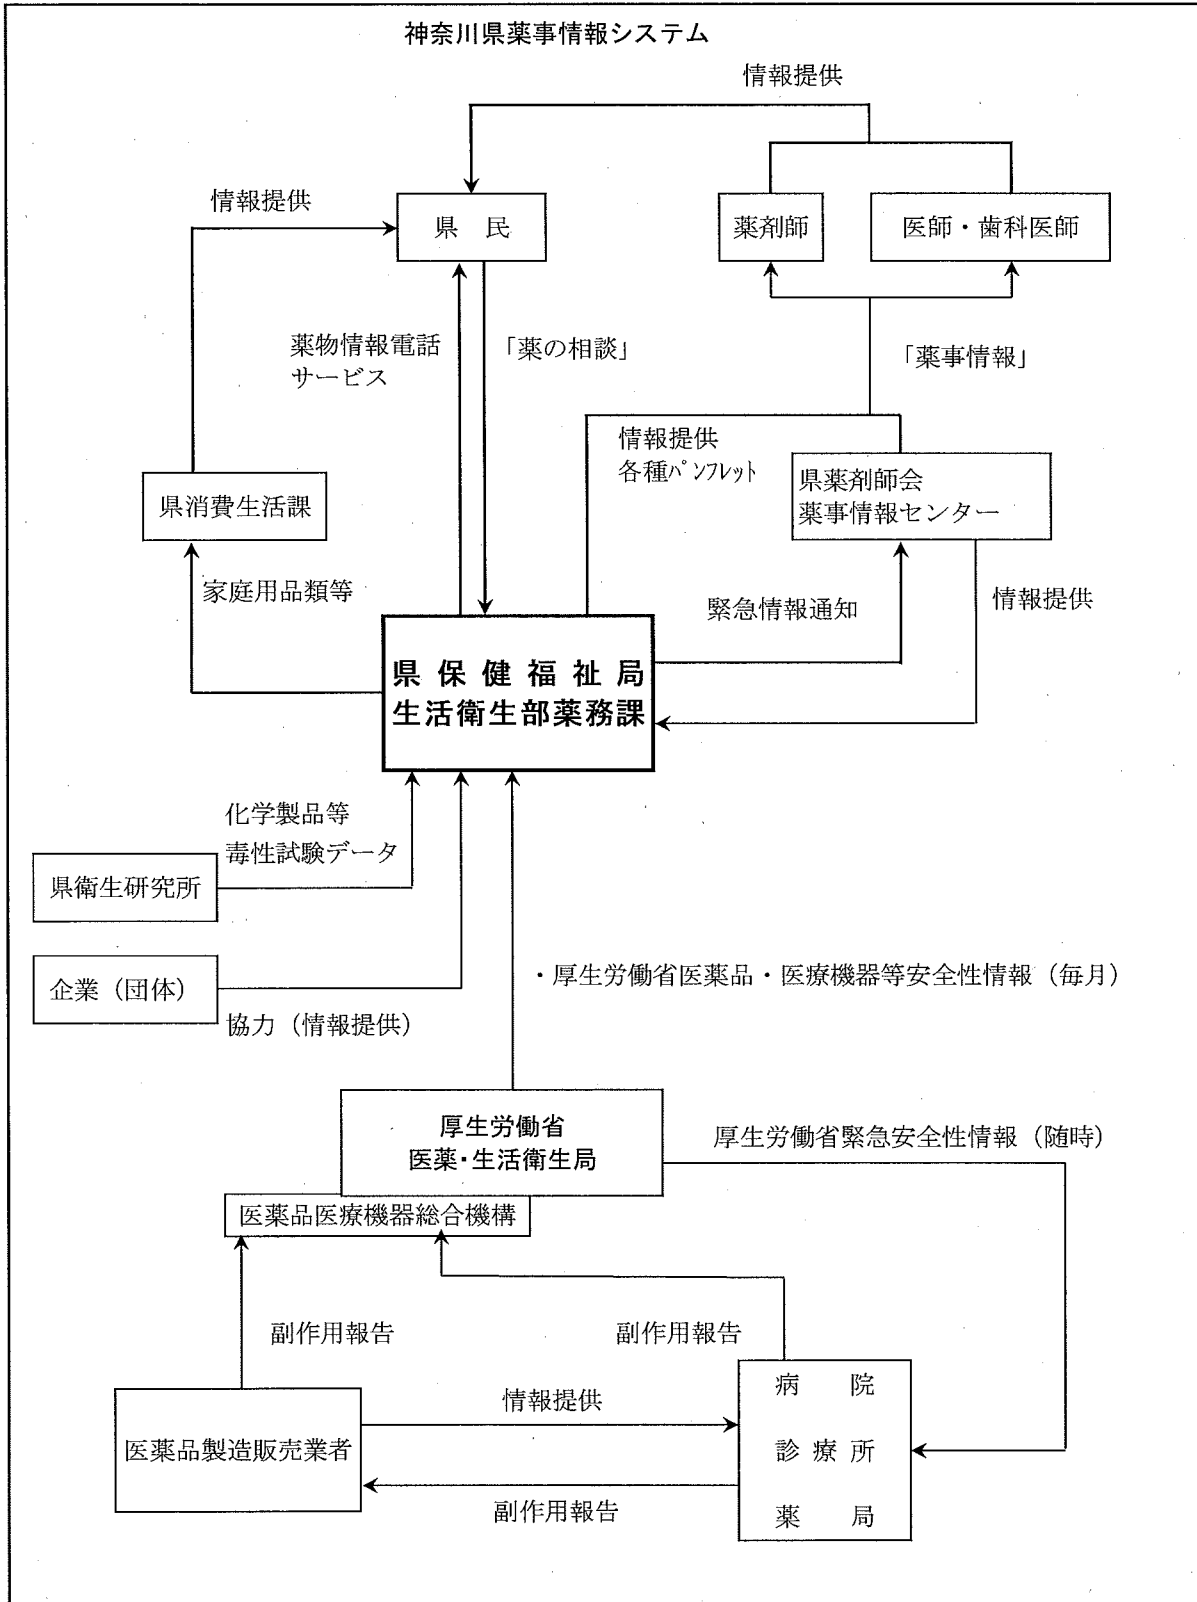 神奈川県薬事情報システム
情報提供
情報提供
県 民
薬剤師
医師・歯科医師
薬物情報電話
サービス
「薬の相談」
「薬事情報」
情報提供
各種ﾊﾟﾝﾌﾚｯﾄ
県薬剤師会
薬事情報センター
県消費生活課
家庭用品類等
緊急情報通知
情報提供
県保健福祉局
生活衛生部薬務課
化学製品等
毒性試験データ
県衛生研究所
企業（団体）
協力（情報提供）
・厚生労働省医薬品・医療機器等安全性情報（毎月）
厚生労働省
医薬・生活衛生局
厚生労働省緊急安全性情報（随時）
医薬品医療機器総合機構
副作用報告
副作用報告
情報提供
医薬品製造販売業者
副作用報告
病 院
診療所
薬 局